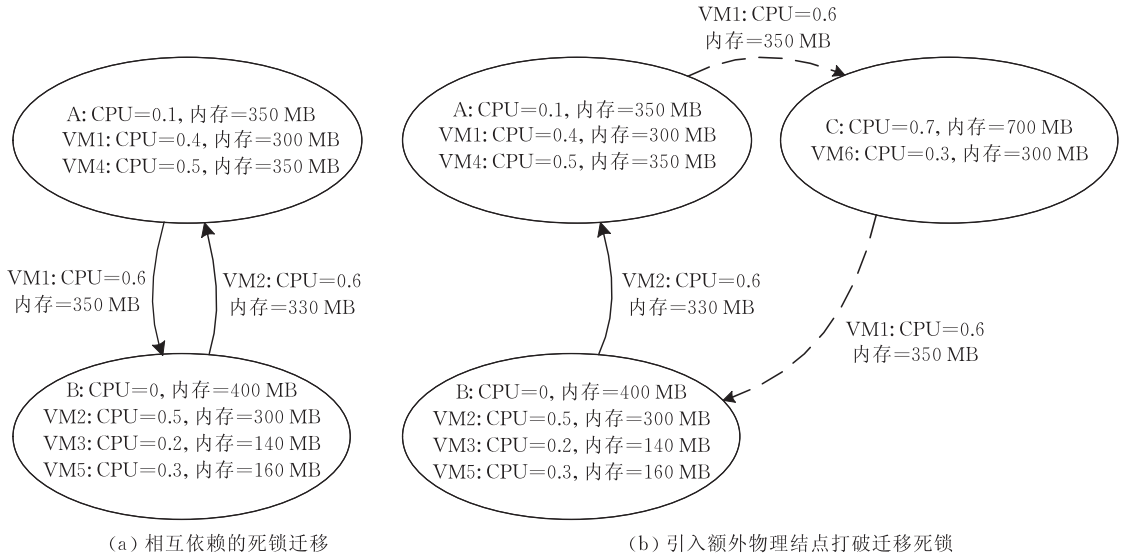 A:CPU=0.1,内存=350 MB
VM1:CPU=0.4,内存=300 MB
VM4:CPU=0.5,内存=350 MB
VM1:CPU=0.6
内存=350 MB
VM2:CPU=0.6
内存=330 MB
B:CPU=0,内存=400 MB
VM2:CPU=0.5,内存=300 MB
VM3:CPU=0.2,内存=140 MB
VM5:CPU=0.3,内存=160 MB
(a) 相互依赖的死锁迁移
VM1:CPU=0.6
内存=350 MB
A:CPU=0.1,内存=350 MB
VM1:CPU=0.4,内存=300 MB
VM4:CPU=0.5,内存=350 MB
C:CPU=0.7,内存=700 MB
VM6:CPU=0.3,内存=300 MB
VM2:CPU=0.6
内存=330 MB
VM1:CPU=0.6
内存=350 MB
B:CPU=0,内存=400 MB
VM2:CPU=0.5,内存=300 MB
VM3:CPU=0.2,内存=140 MB
VM5:CPU=0.3,内存=160 MB
(b) 引入额外物理结点打破迁移死锁